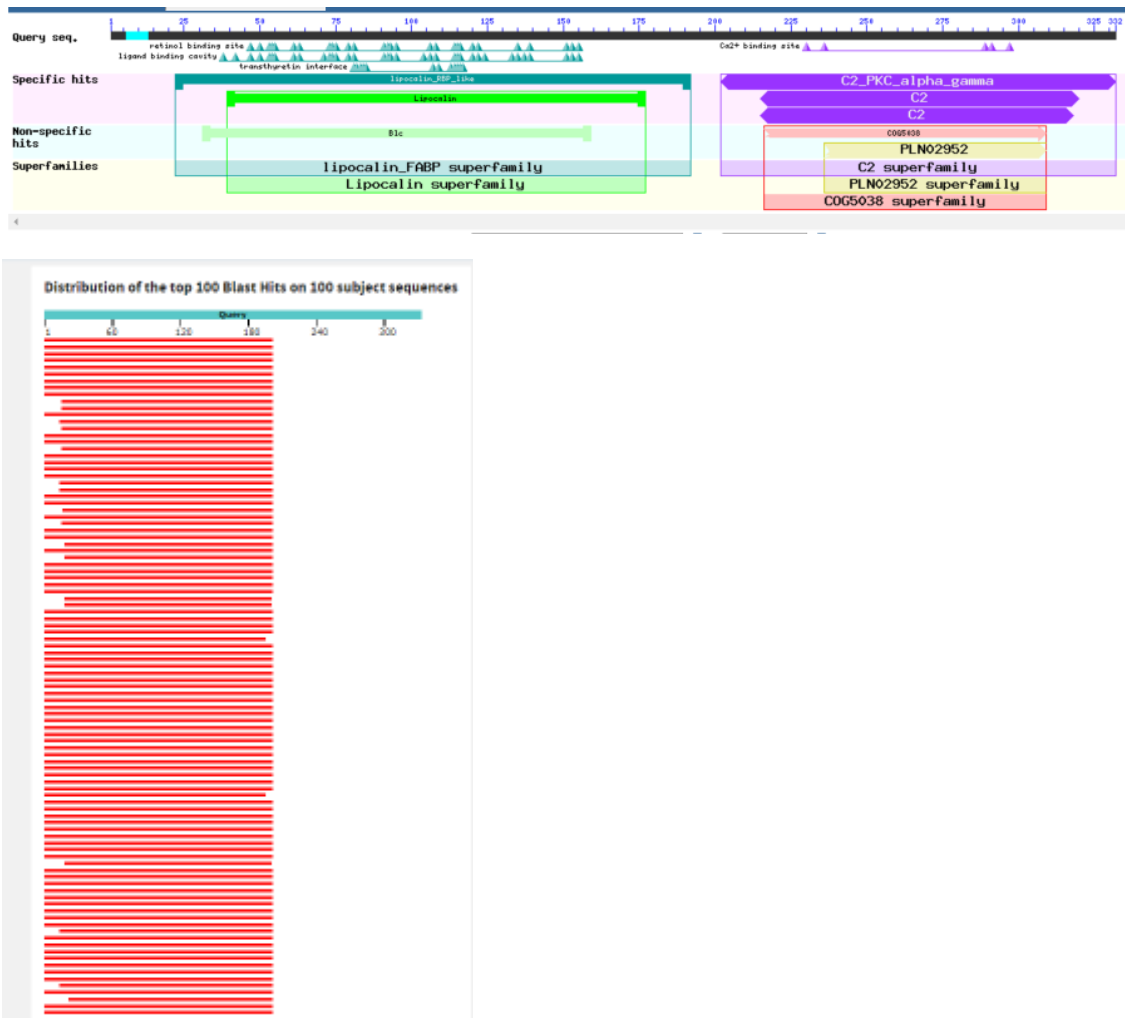 1 25 50 75 100 125 150 175 200 225 250 275 300 325 332
Query seq.
retinol binding site
Ca2+ binding site
ligand binding cavity
transthyretin interface
Specific hits
lipocalin_RBP_like
C2_PKC_alpha_gamma
Lipocalin
C2
C2
Non-specific hits
Blc
COG5038
PLN02952
Superfamilies
lipocalin_FABP superfamily
C2 superfamily
Lipocalin superfamily
PLN02952 superfamily
COG5038 superfamily
Distribution of the top 100 Blast Hits on 100 subject sequences
Query
1 60 120 180 240 300